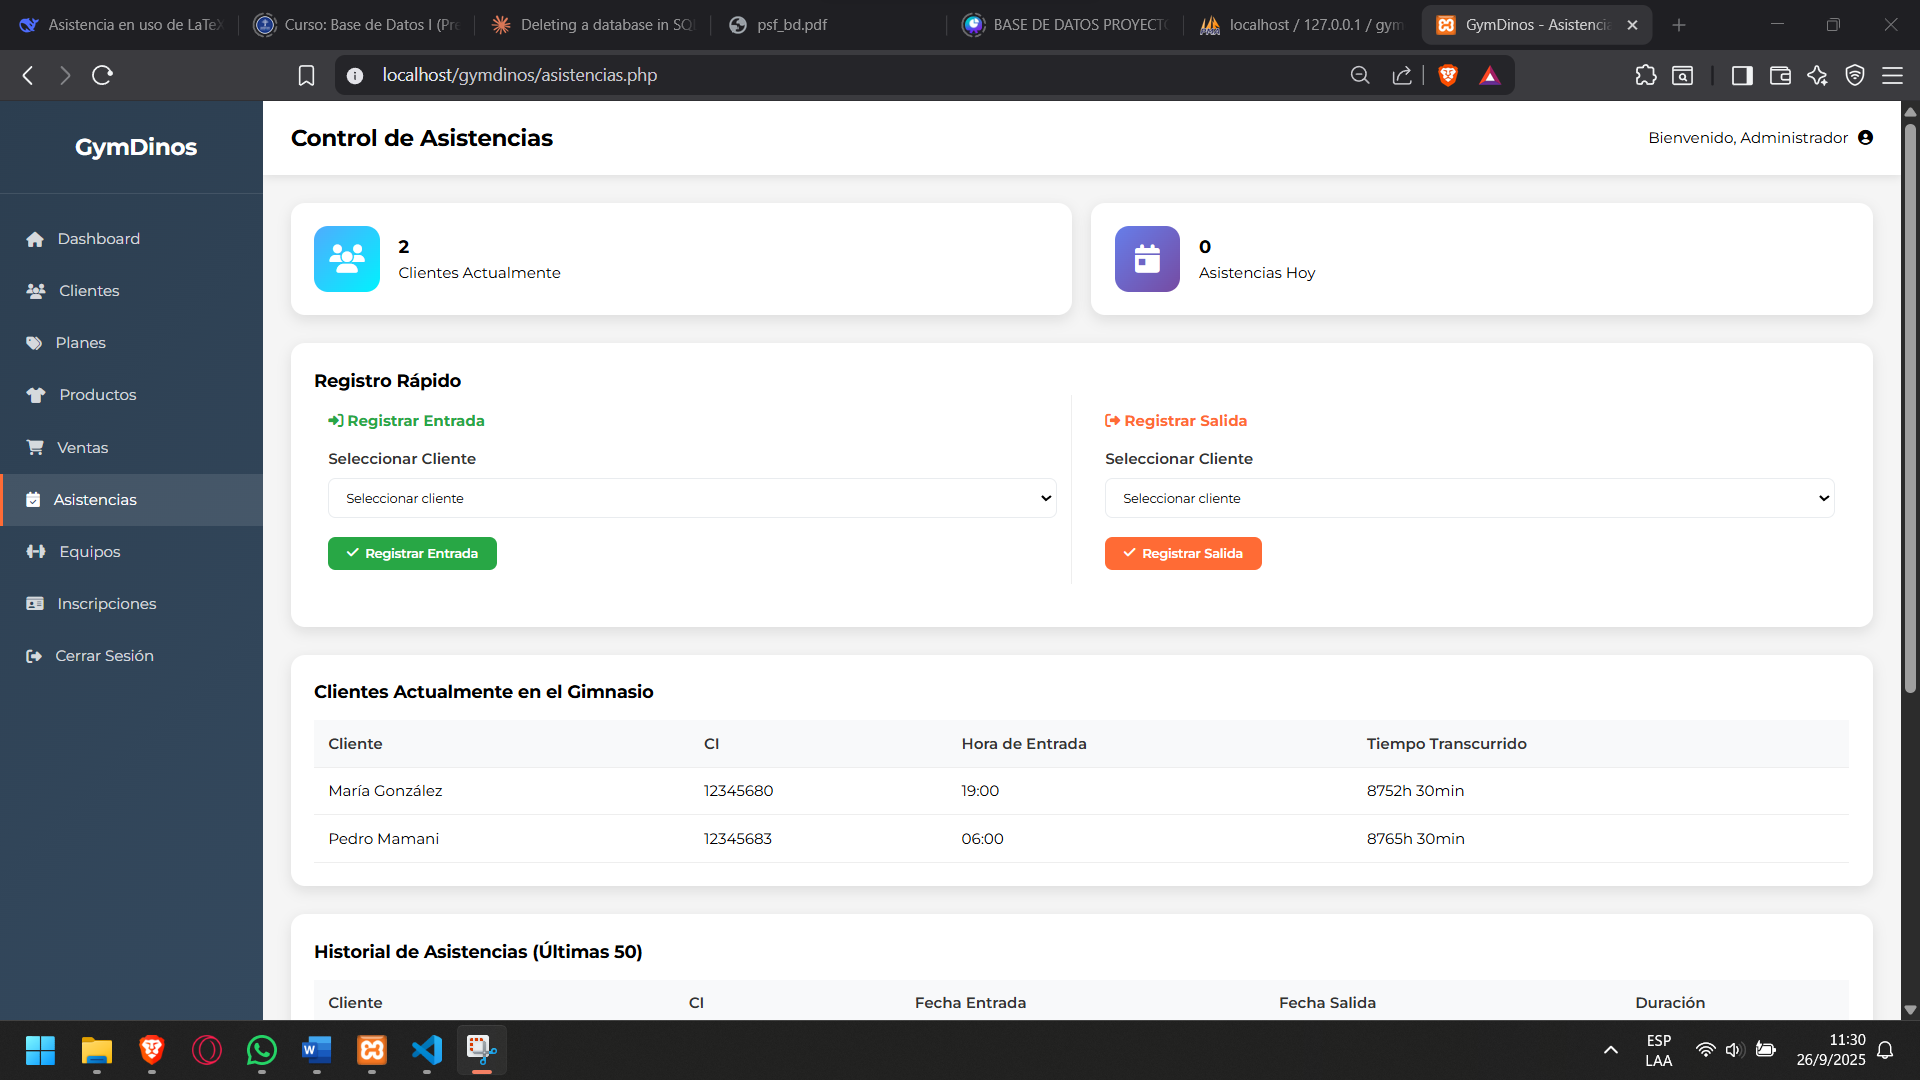 Asistencia en uso de LaTeX
Curso: Base de Datos I (Pre
Deleting a database in SQL
psf_bd.pdf
BASE DE DATOS PROYECTO
localhost / 127.0.0.1 / gym
GymDinos - Asistencia
localhost/gymdinos/asistencias.php
GymDinos
Dashboard
Clientes
Planes
Productos
Ventas
Asistencias
Equipos
Inscripciones
Cerrar Sesión
Control de Asistencias
Bienvenido, Administrador
2
Clientes Actualmente
0
Asistencias Hoy
Registro Rápido
Registrar Entrada
Seleccionar Cliente
Seleccionar cliente
Registrar Entrada
Registrar Salida
Seleccionar Cliente
Seleccionar cliente
Registrar Salida
Clientes Actualmente en el Gimnasio
Cliente CI Hora de Entrada Tiempo Transcurrido
María González 12345680 19:00 8752h 30min
Pedro Mamani 12345683 06:00 8765h 30min
Historial de Asistencias (Últimas 50)
Cliente CI Fecha Entrada Fecha Salida Duración
ESP
LAA
11:30
26/9/2025